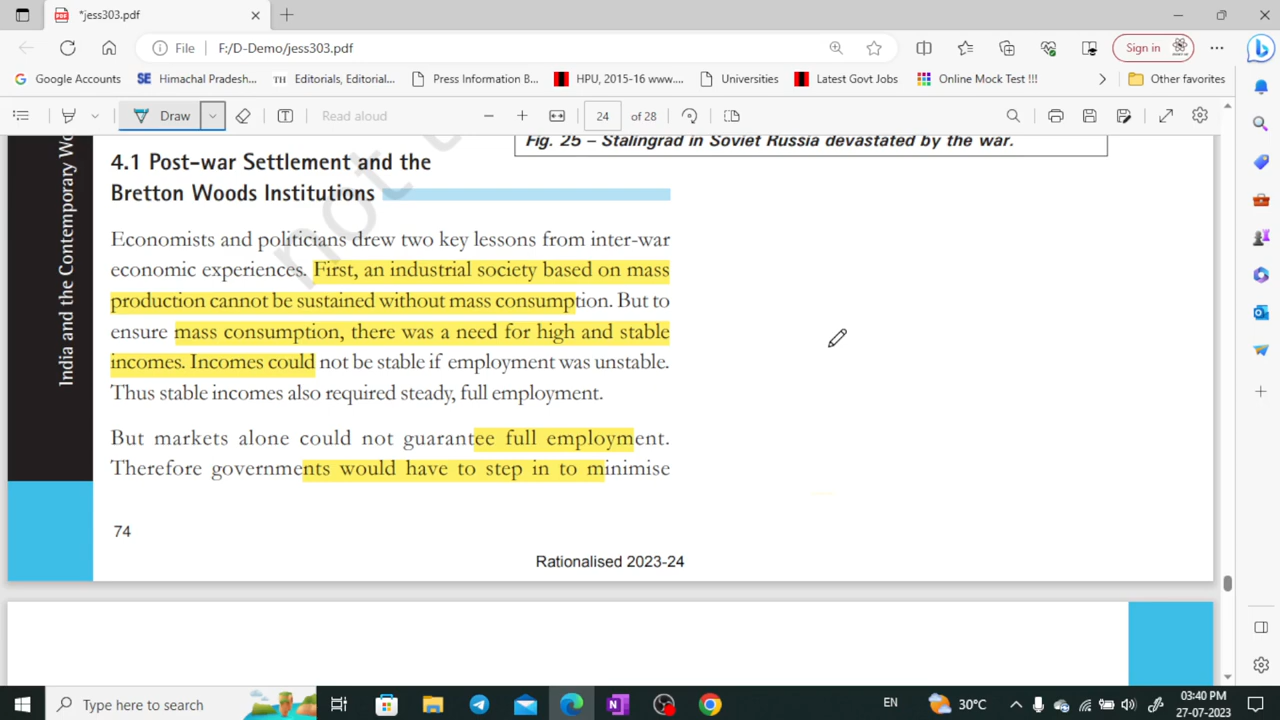 *jess303.pdf
File F:/D-Demo/jess303.pdf Sign in
Google Accounts SE Himachal Pradesh... TH Editorials, Editorial... Press Information B... HPU, 2015-16 www.... Universities Latest Govt Jobs Online Mock Test !!! Other favorites
Draw Read aloud 24 of 28
India and the Contemporary Wo
Fig. 25 – Stalingrad in Soviet Russia devastated by the war.
4.1 Post-war Settlement and the
Bretton Woods Institutions
not t
Economists and politicians drew two key lessons from inter-war
economic experiences. First, an industrial society based on mass
production cannot be sustained without mass consumption. But to
ensure mass consumption, there was a need for high and stable
incomes. Incomes could not be stable if employment was unstable.
Thus stable incomes also required steady, full employment.
But markets alone could not guarantee full employment.
Therefore governments would have to step in to minimise
74
Rationalised 2023-24
Type here to search EN 30°C 03:40 PM
27-07-2023